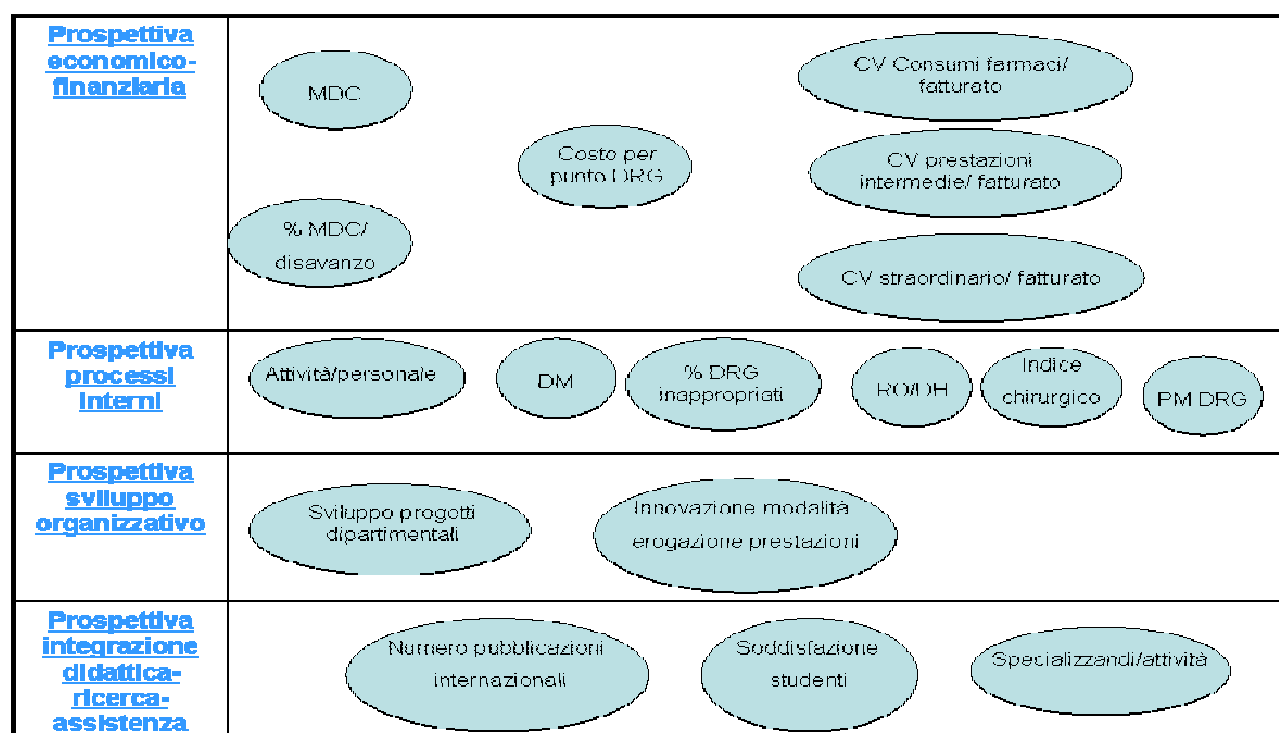 Prospettiva
economico-
finanziaria
MDC
CV Consumi farmaci/
fatturato
Costo per
punto DRG
CV prestazioni
intermedie/ fatturato
% MDC/
disavanzo
CV straordinario/ fatturato
Prospettiva
processi
interni
Attività/personale
DM
% DRG
inappropriati
RO/DH
Indice
chirurgico
PM DRG
Prospettiva
sviluppo
organizzativo
Sviluppo progetti
dipartimentali
Innovazione modalità
erogazione prestazioni
Prospettiva
integrazione
didattica-
ricerca-
assistenza
Numero pubblicazioni
internazionali
Soddisfazione
studenti
Specializzandi/attività